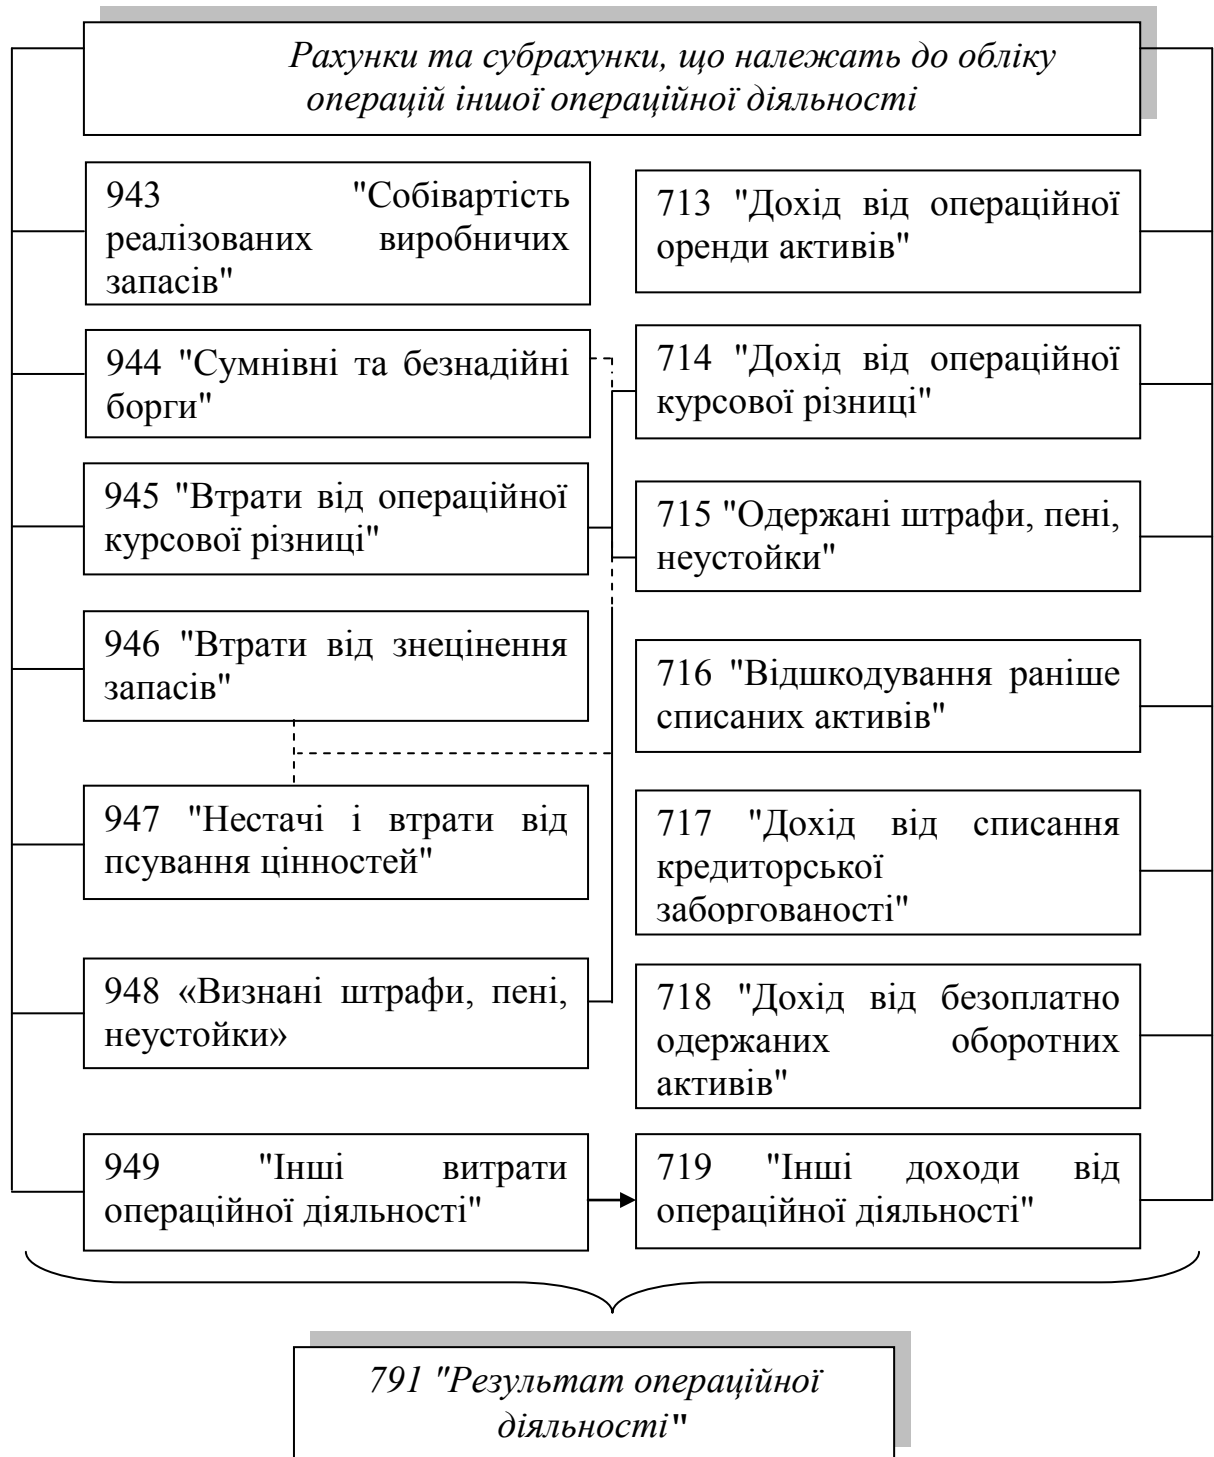 Рахунки та субрахунки, що належать до обліку
операцій іншої операційної діяльності
943 "Собівартість
реалізованих виробничих
запасів"
944 "Сумнівні та безнадійні
борги"
945 "Втрати від операційної
курсової різниці"
946 "Втрати від знецінення
запасів"
947 "Нестачі і втрати від
псування цінностей"
948 «Визнані штрафи, пені,
неустойки»
949 "Інші витрати
операційної діяльності"
713 "Дохід від операційної
оренди активів"
714 "Дохід від операційної
курсової різниці"
715 "Одержані штрафи, пені,
неустойки"
716 "Відшкодування раніше
списаних активів"
717 "Дохід від списання
кредиторської
заборгованості"
718 "Дохід від безоплатно
одержаних оборотних
активів"
719 "Інші доходи від
операційної діяльності"
791 "Результат операційної
діяльності"